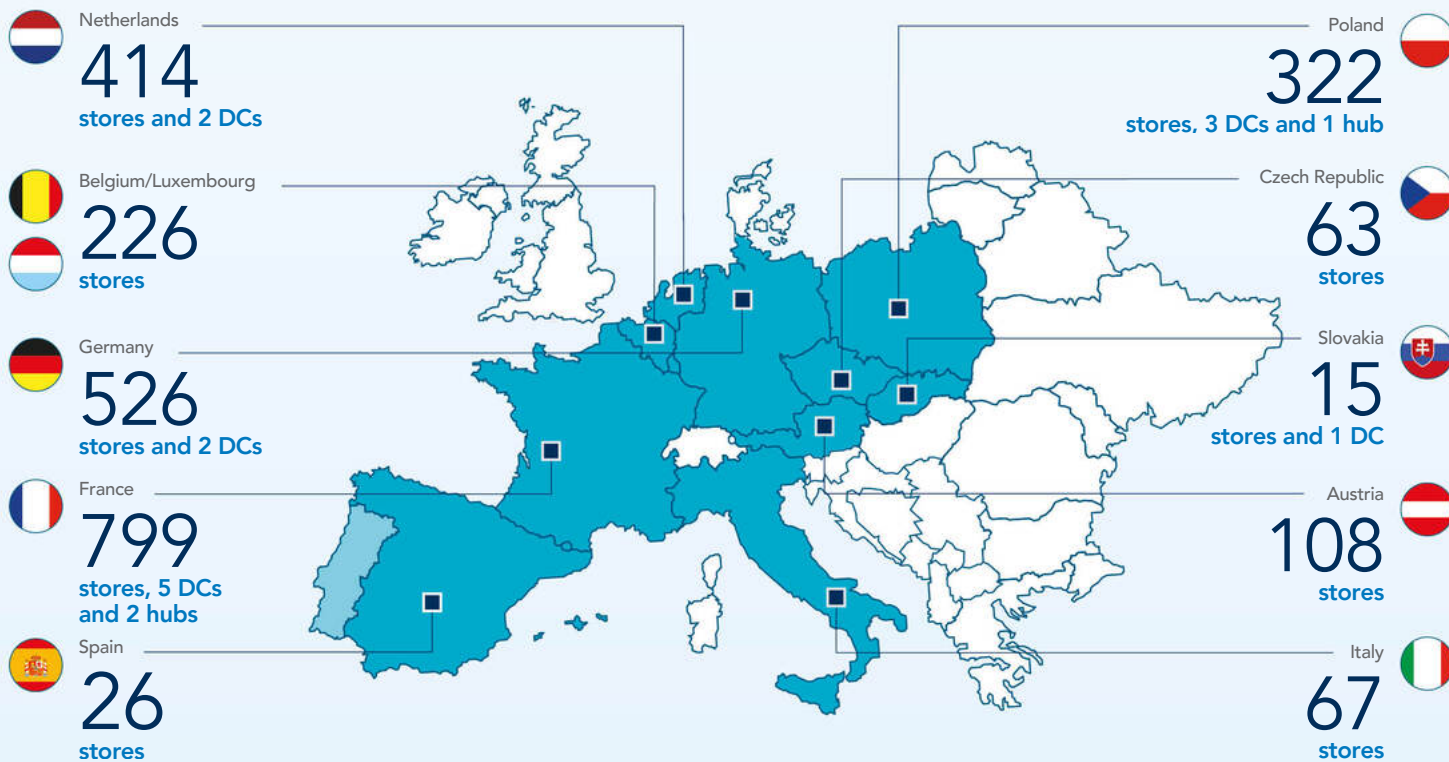 Netherlands
414
stores and 2 DCs
Belgium/Luxembourg
226
stores
Germany
526
stores and 2 DCs
France
799
stores, 5 DCs
and 2 hubs
Spain
26
stores
Poland
322
stores, 3 DCs and 1 hub
Czech Republic
63
stores
Slovakia
15
stores and 1 DC
Austria
108
stores
Italy
67
stores